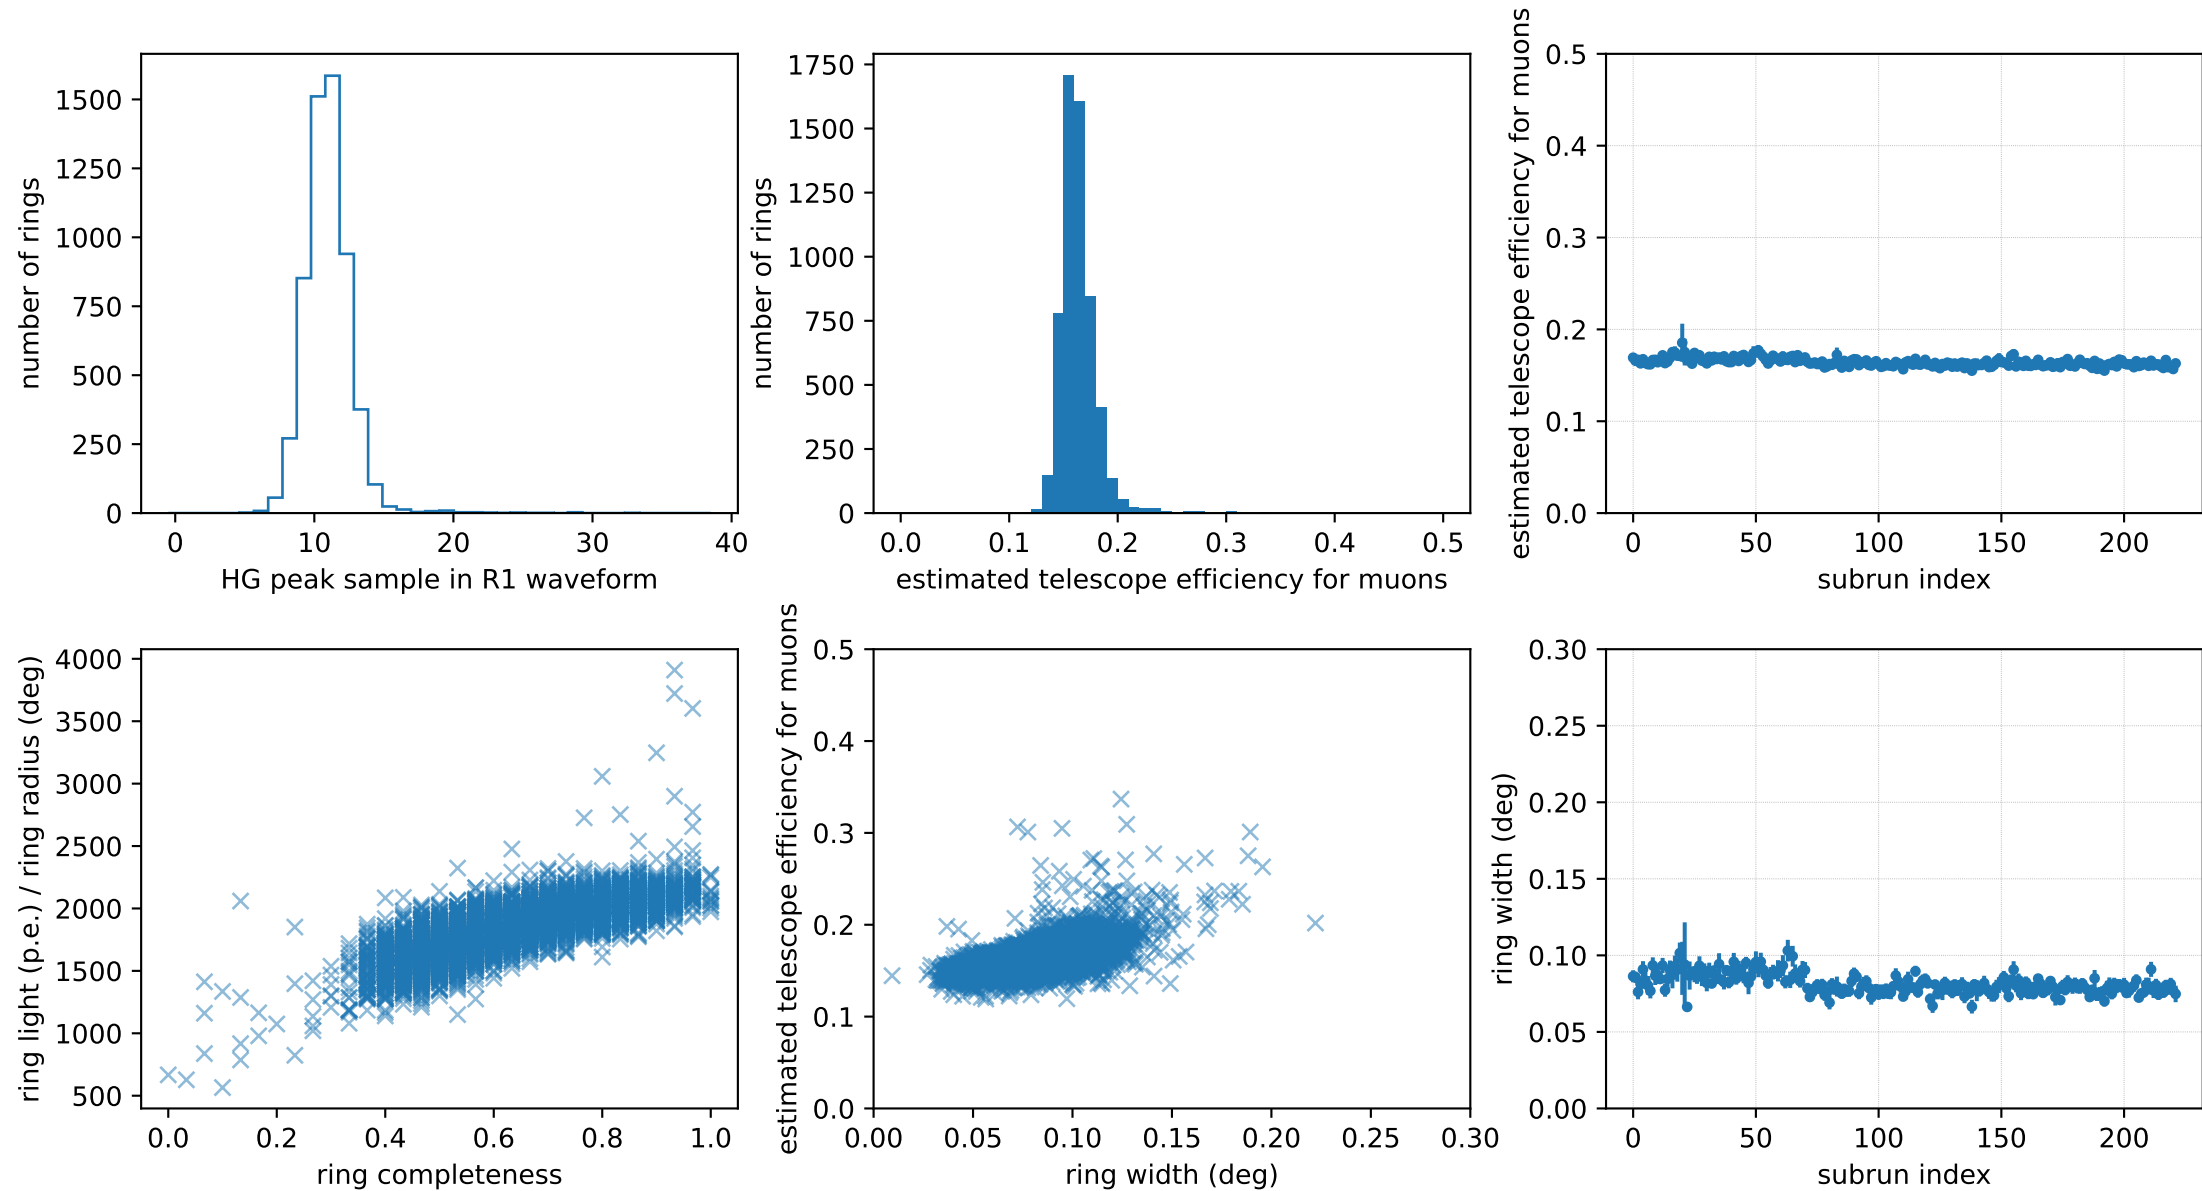 1500
1250
1000
750
500
250
0
number of rings
0 10 20 30 40
HG peak sample in R1 waveform
1750
1500
1250
1000
750
500
250
0
number of rings
0.0 0.1 0.2 0.3 0.4 0.5
estimated telescope efficiency for muons
0.5
0.4
0.3
0.2
0.1
0.0
estimated telescope efficiency for muons
0 50 100 150 200
subrun index
4000
3500
3000
2500
2000
1500
1000
500
ring light (p.e.) / ring radius (deg)
0.0 0.2 0.4 0.6 0.8 1.0
ring completeness
0.5
0.4
0.3
0.2
0.1
0.0
estimated telescope efficiency for muons
0.00 0.05 0.10 0.15 0.20 0.25 0.30
ring width (deg)
0.30
0.25
0.20
0.15
0.10
0.05
0.00
ring width (deg)
0 50 100 150 200
subrun index